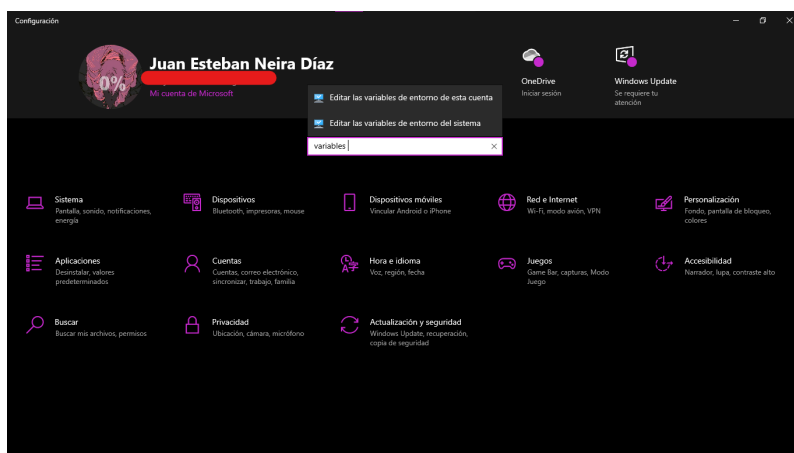 Configuración
Juan Esteban Neira Díaz
0%
Mi cuenta de Microsoft
OneDrive
Iniciar sesión
Windows Update
Se requiere tu
atención
Editar las variables de entorno de esta cuenta
Editar las variables de entorno del sistema
variables
Sistema
Pantalla, sonido, notificaciones,
energía
Dispositivos
Bluetooth, impresoras, mouse
Dispositivos móviles
Vincular Android o iPhone
Red e Internet
Wi-Fi, modo avión, VPN
Personalización
Fondo, pantalla de bloqueo,
colores
Aplicaciones
Desinstalar, valores
predeterminados
Cuentas
Cuentas, correo electrónico,
sincronizar, trabajo, familia
Hora e idioma
Voz, región, fecha
Juegos
Game Bar, capturas, Modo
Juego
Accesibilidad
Narrador, lupa, contraste alto
Buscar
Buscar mis archivos, permisos
Privacidad
Ubicación, cámara, micrófono
Actualización y seguridad
Windows Update, recuperación,
copia de seguridad